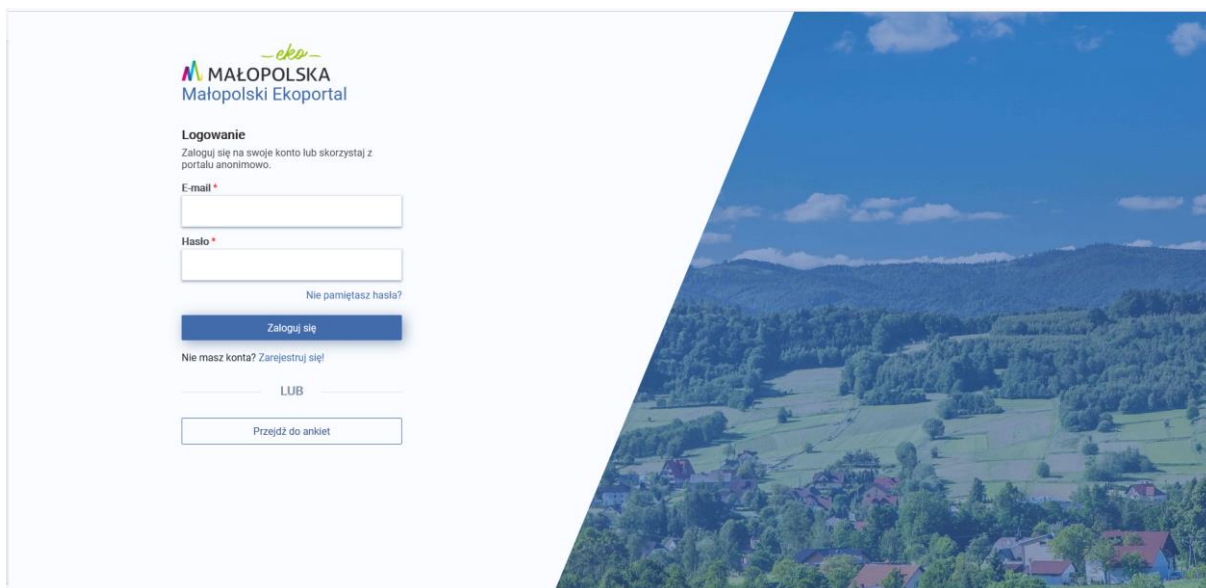 eko
MAŁOPOLSKA
Małopolski Ekoportal
Logowanie
Zaloguj się na swoje konto lub skorzystaj z
portalu anonimowo.
E-mail *
Hasło *
Nie pamiętasz hasła?
Zaloguj się
Nie masz konta? Zarejestruj się!
LUB
Przejdź do ankiet